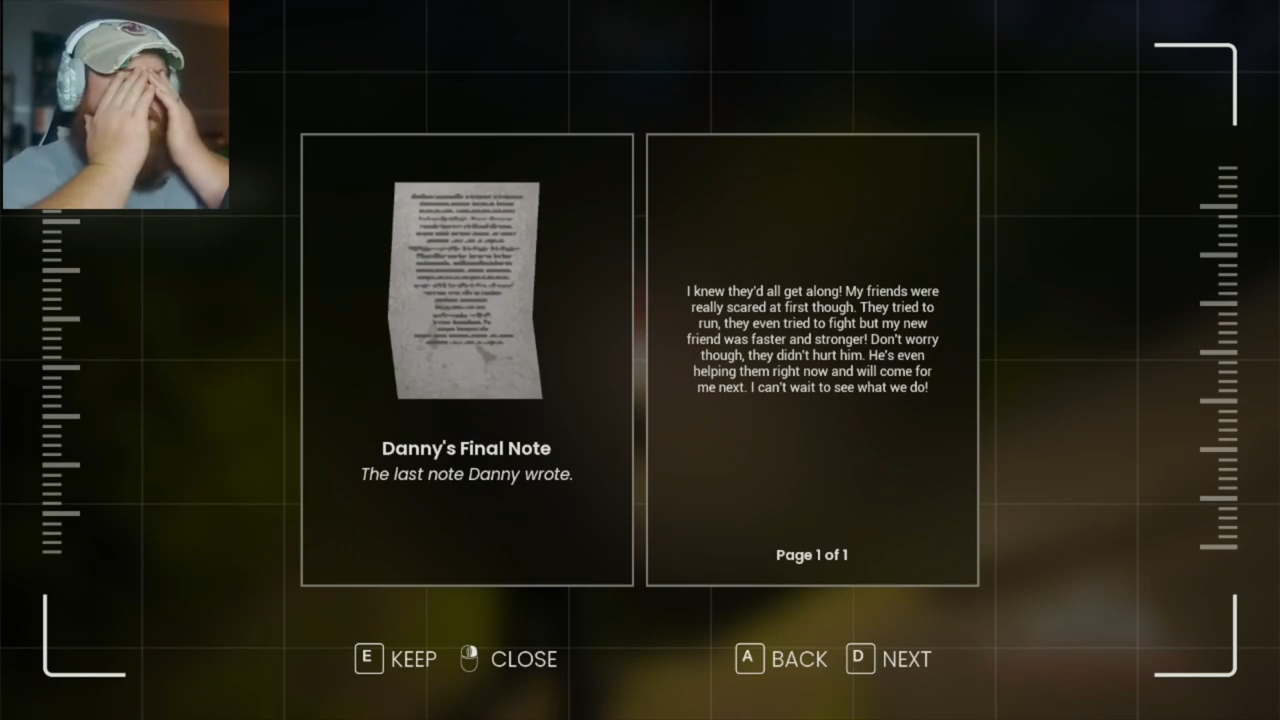 Danny's Final Note
The last note Danny wrote.
I knew they'd all get along! My friends were
really scared at first though. They tried to
run, they even tried to fight but my new
friend was faster and stronger! Don't worry
though, they didn't hurt him. He's even
helping them right now and will come for
me next. I can't wait to see what we do!
Page 1 of 1
E KEEP CLOSE A BACK D NEXT